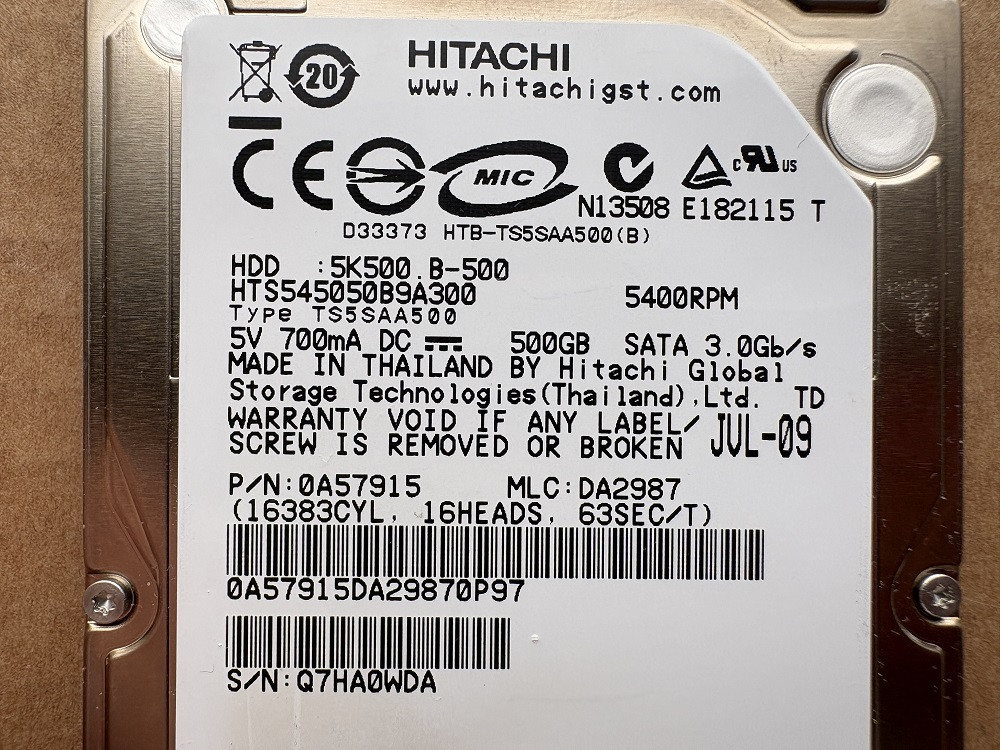 20
HITACHI
www.hitachigst.com
CE MIC C RU US
N13508 E182115 T
D33373 HTB-TS5SAA500(B)
HDD :5K500.B-500
HTS545050B9A300 5400RPM
Type TS5SAA500
5V 700mA DC 500GB SATA 3.0Gb/s
MADE IN THAILAND BY Hitachi Global
Storage Technologies(Thailand),Ltd. TD
WARRANTY VOID IF ANY LABEL/
SCREW IS REMOVED OR BROKEN JUL-09
P/N:0A57915 MLC:DA2987
(16383CYL, 16HEADS, 63SEC/T)
0A57915DA29870P97
S/N:Q7HA0WDA